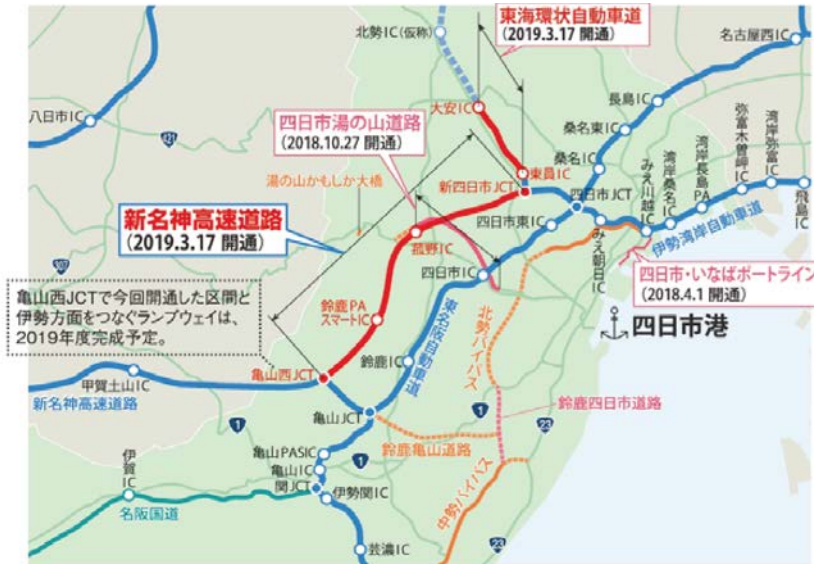 東海環状自動車道
(2019.3.17 開通)
北勢IC(仮称)
名古屋西IC
大安IC
長島IC
八日市IC
421
四日市湯の山道路
(2018.10.27 開通)
桑名東IC
東員IC
桑名IC
湯の山かもしか大橋
新四日市JCT
四日市JCT
みえ川越IC
湾岸桑名IC
湾岸長島PA
弥富木曽岬IC
湾岸弥富IC
飛島IC
新名神高速道路
(2019.3.17 開通)
四日市東IC
みえ朝日IC
伊勢湾岸自動車道
菰野IC
四日市IC
四日市・いなばポートライン
(2018.4.1 開通)
亀山西JCTで今回開通した区間と
伊勢方面をつなぐランプウェイは、
2019年度完成予定。
鈴鹿PA
スマートIC
東名阪自動車道
北勢バイパス
四日市港
鈴鹿IC
亀山西JCT
甲賀土山IC
新名神高速道路
亀山JCT
1
鈴鹿四日市道路
1
23
鈴鹿亀山道路
亀山PASIC
亀山IC
1
関JCT
伊賀IC
伊勢関IC
中勢バイパス
名阪国道
23
芸濃IC